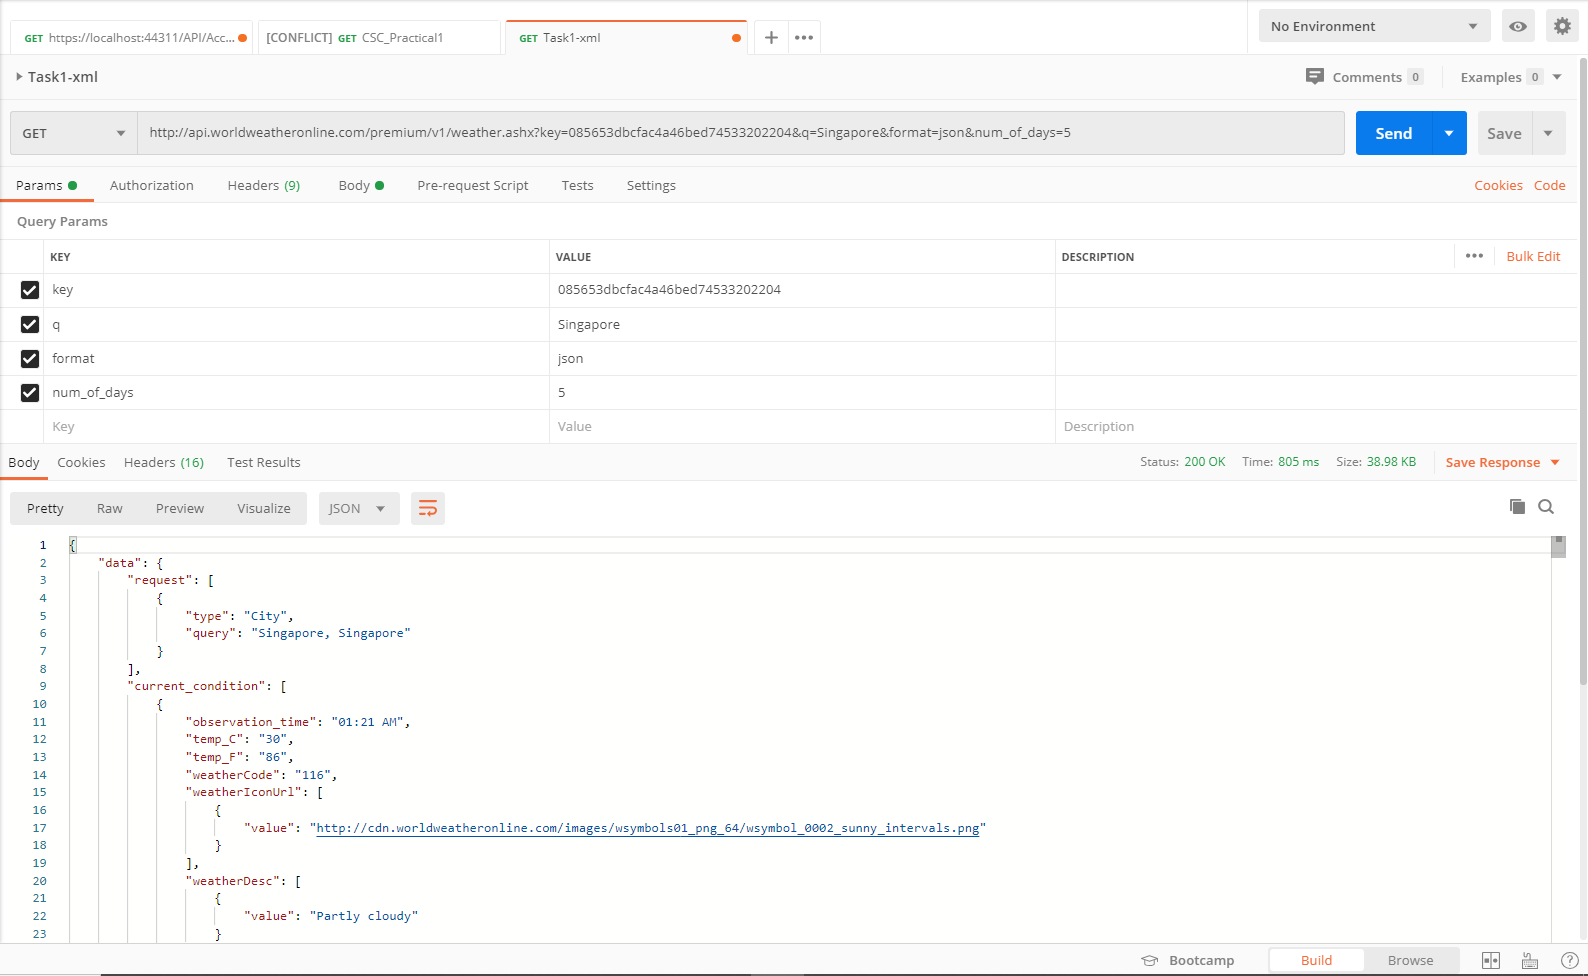 GET https://localhost:44311/API/Acc...
[CONFLICT] GET CSC_Practical1
GET Task1-xml
No Environment
Task1-xml
Comments 0
Examples 0
GET
http://api.worldweatheronline.com/premium/v1/weather.ashx?key=085653dbcfac4a46bed74533202204&q=Singapore&format=json&num_of_days=5
Send
Save
Params
Authorization
Headers (9)
Body
Pre-request Script
Tests
Settings
Cookies
Code
Query Params
KEY VALUE DESCRIPTION
Bulk Edit
key 085653dbcfac4a46bed74533202204
q Singapore
format json
num_of_days 5
Key Value Description
Body
Cookies
Headers (16)
Test Results
Status: 200 OK
Time: 805 ms
Size: 38.98 KB
Save Response
Pretty
Raw
Preview
Visualize
JSON
1 {
2 "data": {
3 "request": [
4 {
5 "type": "City",
6 "query": "Singapore, Singapore"
7 }
8 ],
9 "current_condition": [
10 {
11 "observation_time": "01:21 AM",
12 "temp_C": "30",
13 "temp_F": "86",
14 "weatherCode": "116",
15 "weatherIconUrl": [
16 {
17 "value": "http://cdn.worldweatheronline.com/images/wsymbols01_png_64/wsymbol_0002_sunny_intervals.png"
18 }
19 ],
20 "weatherDesc": [
21 {
22 "value": "Partly cloudy"
23 }
Bootcamp
Build
Browse